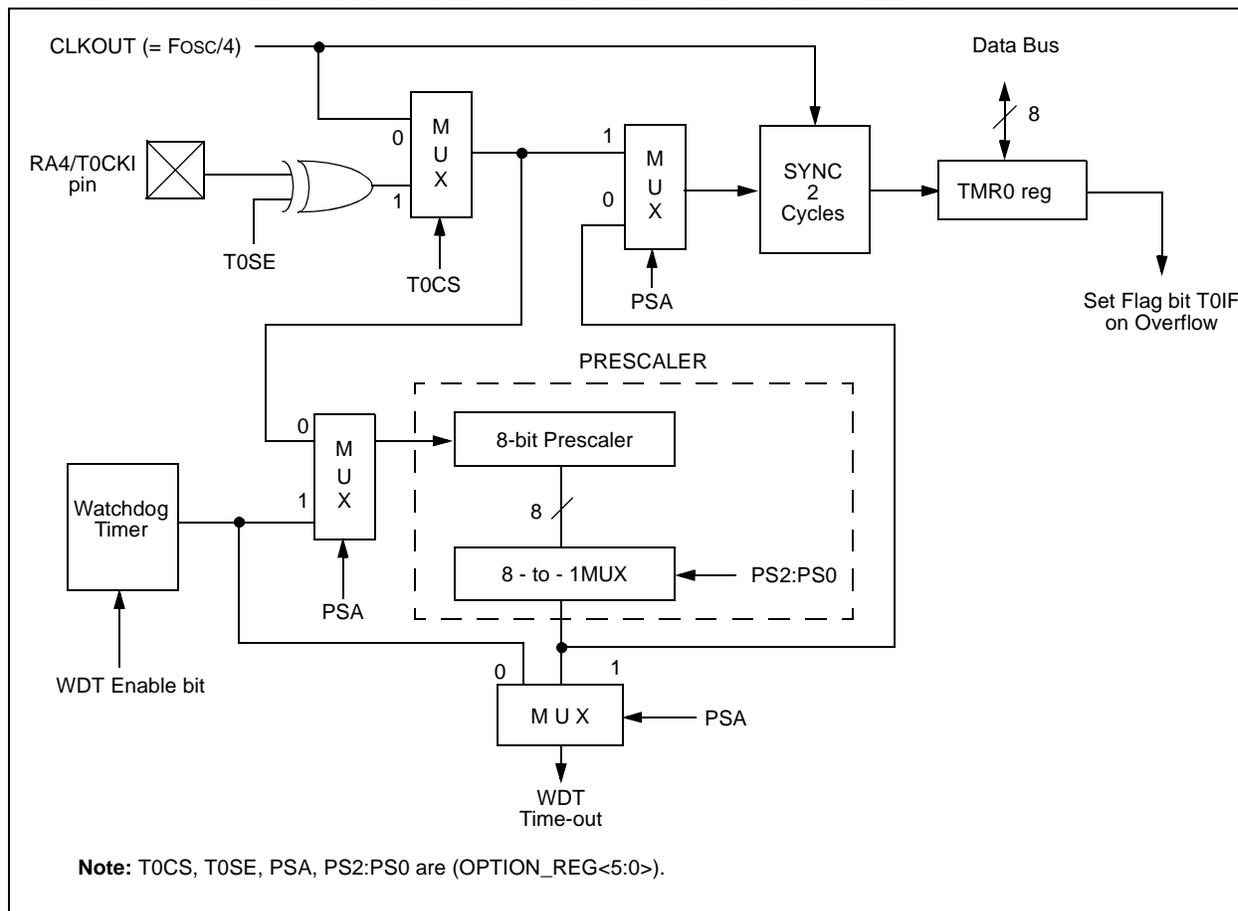 CLKOUT (= FOSC/4)
Data Bus
8
M
U
X
0
1
RA4/T0CKI
pin
T0SE
T0CS
1
0
M
U
X
PSA
SYNC
2
Cycles
TMR0 reg
Set Flag bit T0IF
on Overflow
PRESCALER
0
1
M
U
X
PSA
8-bit Prescaler
8
8 - to - 1MUX
PS2:PS0
Watchdog
Timer
WDT Enable bit
0
1
M U X
PSA
WDT
Time-out
Note: T0CS, T0SE, PSA, PS2:PS0 are (OPTION_REG<5:0>).